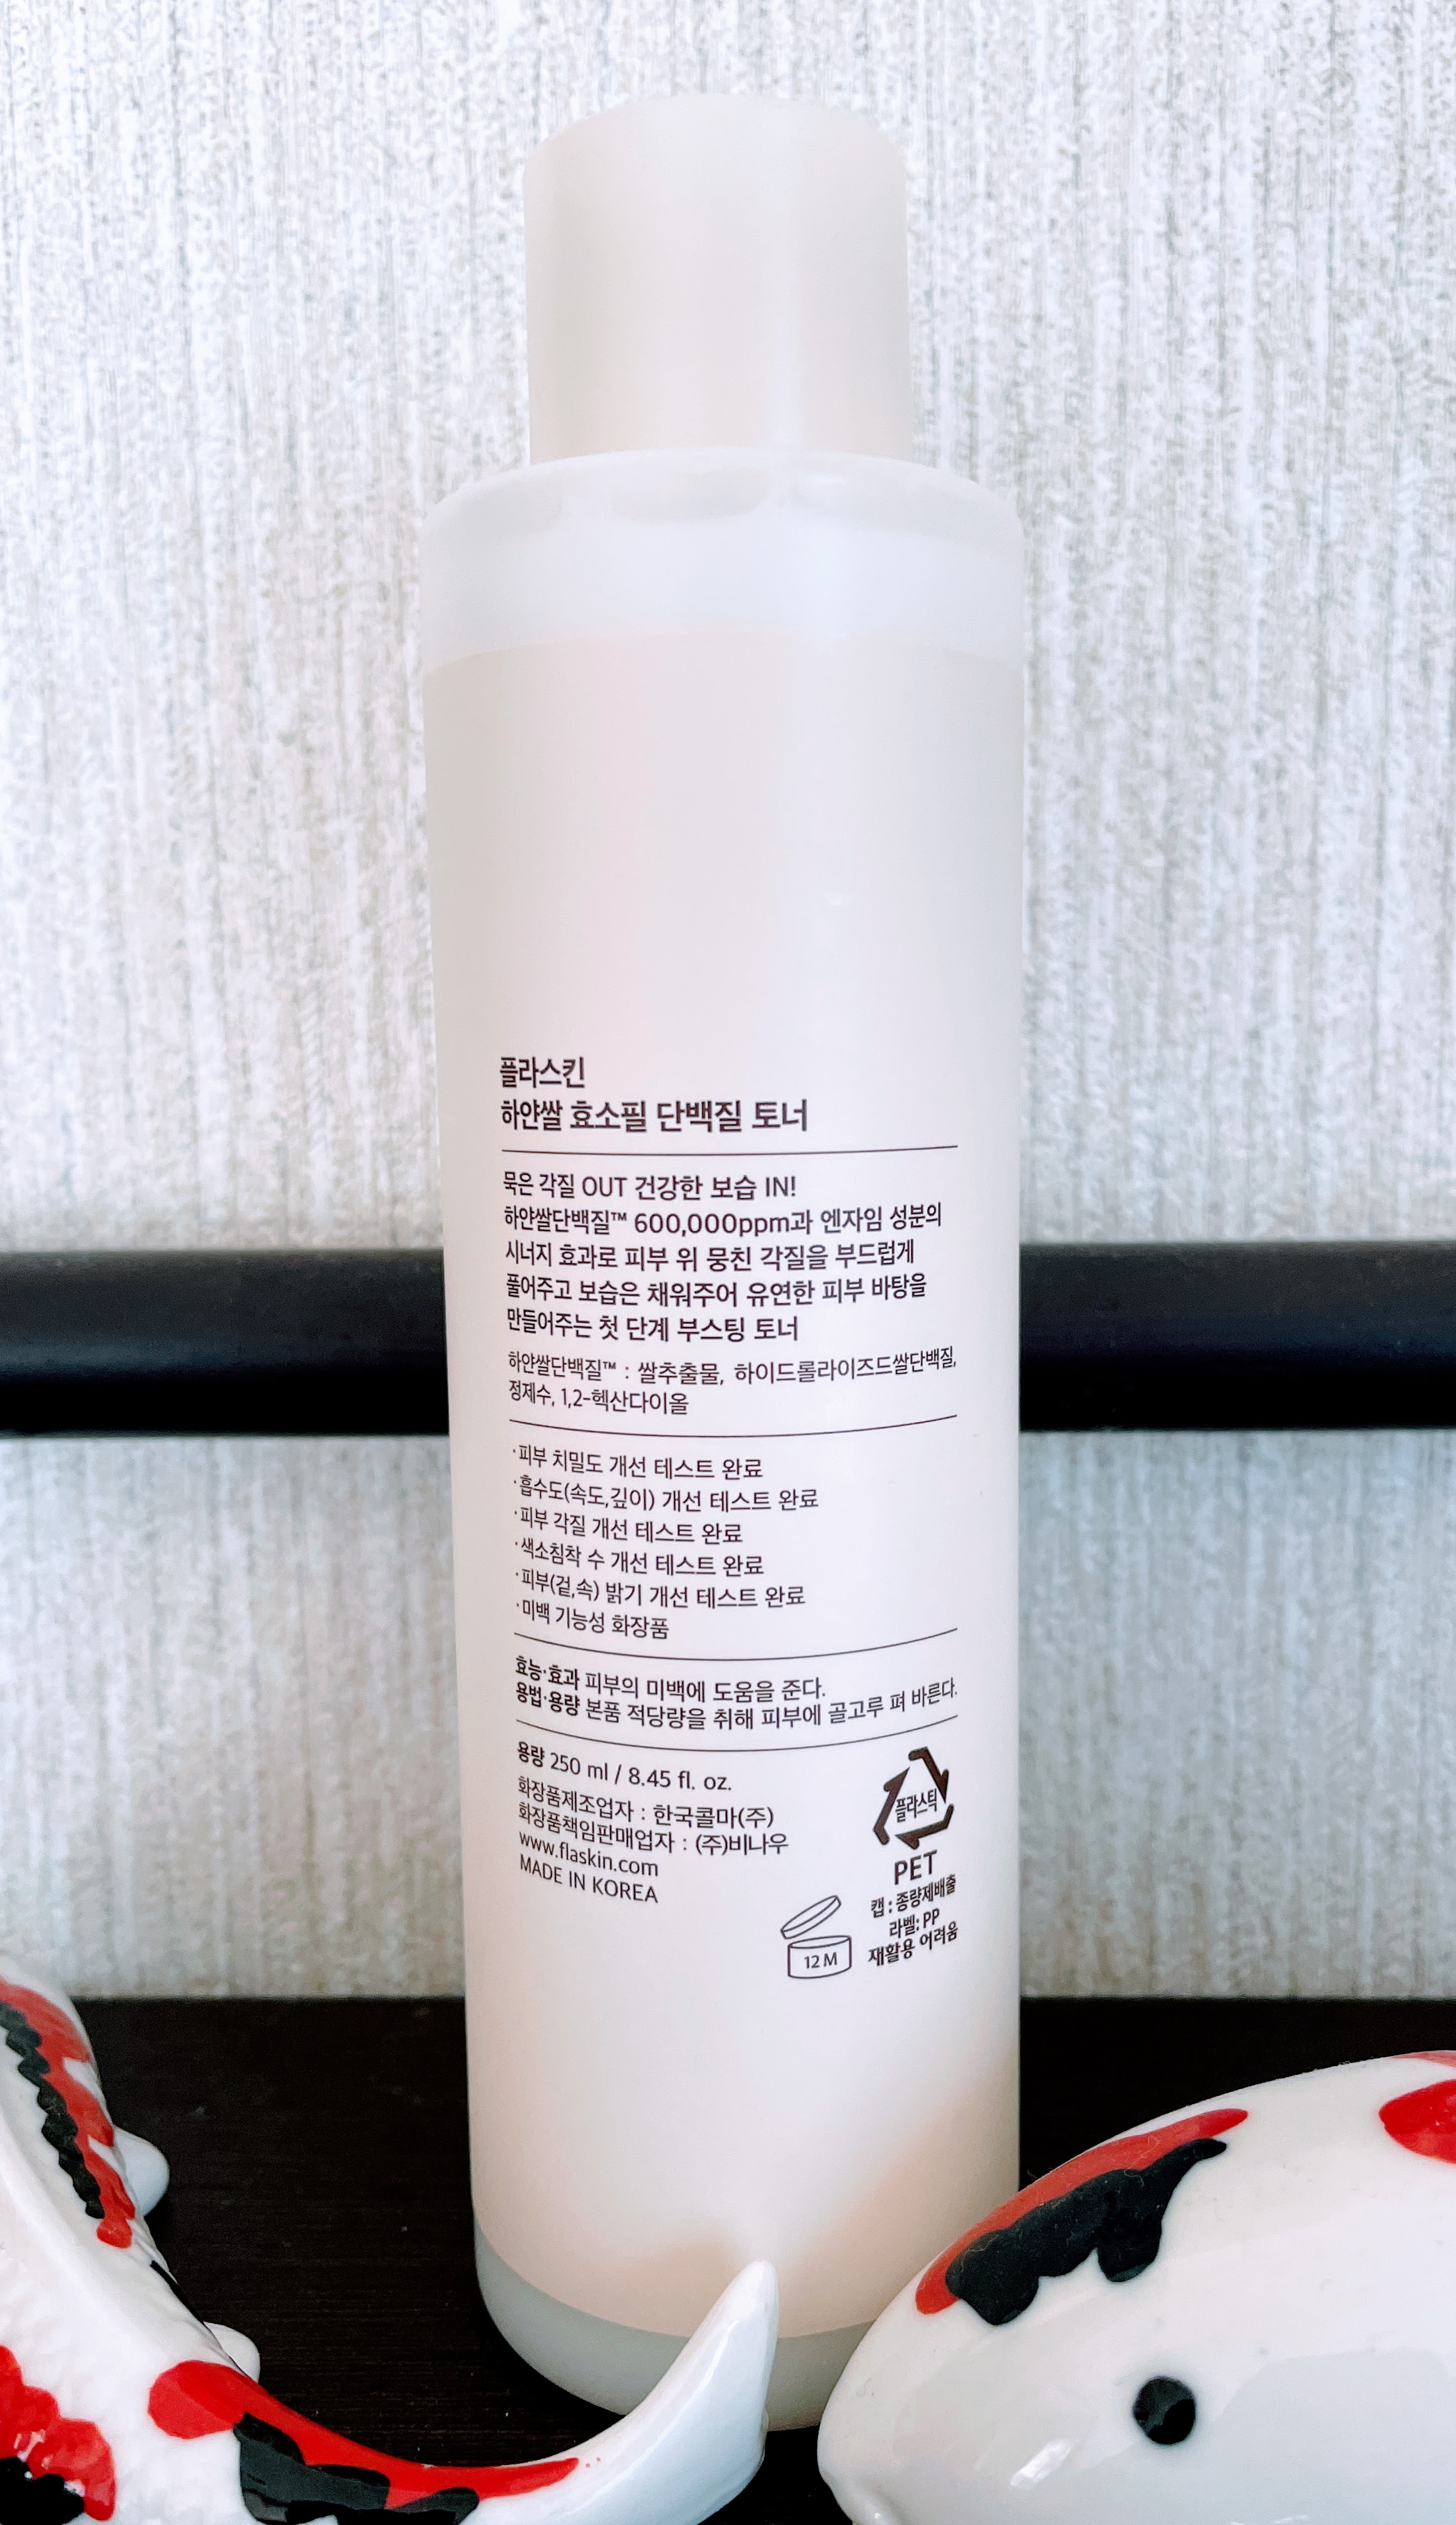 플라스킨
하얀쌀 효소필 단백질 토너
묵은 각질 OUT 건강한 보습 IN!
하얀쌀단백질™ 600,000ppm과 엔자임 성분의
시너지 효과로 피부 위 뭉친 각질을 부드럽게
풀어주고 보습은 채워주어 유연한 피부 바탕을
만들어주는 첫 단계 부스팅 토너
하얀쌀단백질™ : 쌀추출물, 하이드롤라이즈드쌀단백질,
정제수, 1,2-헥산다이올
·피부 치밀도 개선 테스트 완료
·흡수도(속도,깊이) 개선 테스트 완료
·피부 각질 개선 테스트 완료
·색소침착 수 개선 테스트 완료
·피부(겉,속) 밝기 개선 테스트 완료
·미백 기능성 화장품
효능·효과 피부의 미백에 도움을 준다.
용법·용량 본품 적당량을 취해 피부에 골고루 펴 바른다.
용량 250 ml / 8.45 fl. oz.
화장품제조업자 : 한국콜마(주)
화장품책임판매업자 : (주)비나우
www.flaskin.com
MADE IN KOREA
플라스틱
PET
캡 : 종량제배출
라벨: PP
재활용 어려움
12 M